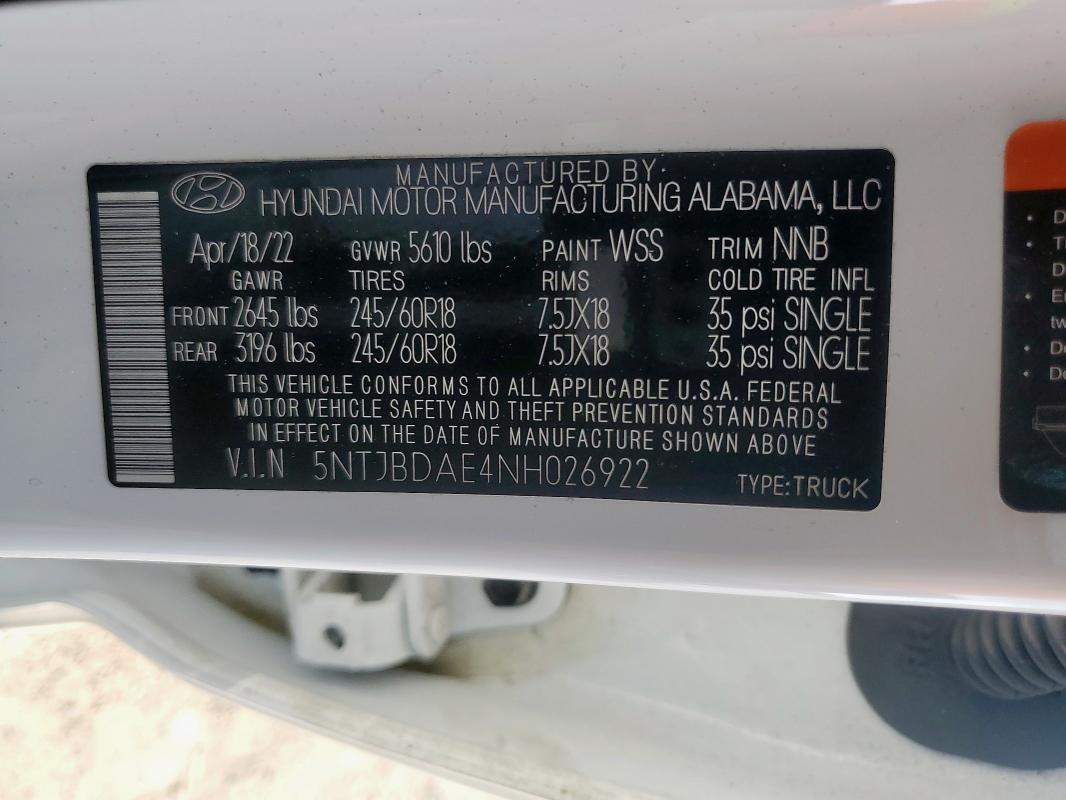 MANUFACTURED BY
HYUNDAI MOTOR MANUFACTURING ALABAMA, LLC
Apr/18/22 GVWR 5610 lbs PAINT WSS TRIM NNB
GAWR TIRES RIMS COLD TIRE INFL
FRONT 2645 lbs 245/60R18 7.5JX18 35 psi SINGLE
REAR 3196 lbs 245/60R18 7.5JX18 35 psi SINGLE
THIS VEHICLE CONFORMS TO ALL APPLICABLE U.S.A. FEDERAL
MOTOR VEHICLE SAFETY AND THEFT PREVENTION STANDARDS
IN EFFECT ON THE DATE OF MANUFACTURE SHOWN ABOVE
V.I.N 5NTJBDAE4NH026922 TYPE:TRUCK